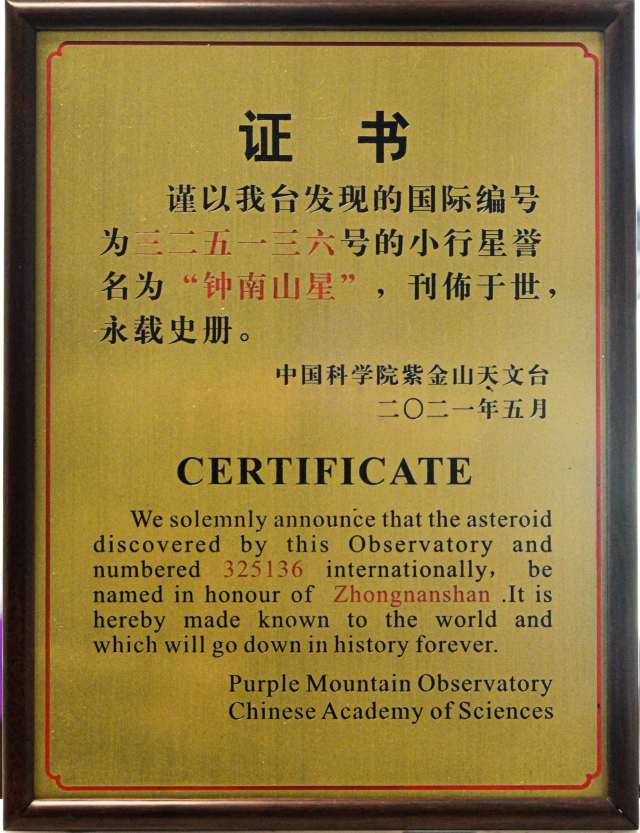 证 书
谨以我台发现的国际编号
为三二五一三六号的小行星誉
名为“钟南山星”，刊佈于世，
永载史册。
中国科学院紫金山天文台
二〇二一年五月
CERTIFICATE
We solemnly announce that the asteroid
discovered by this Observatory and
numbered 325136 internationally, be
named in honour of Zhongnanshan .It is
hereby made known to the world and
which will go down in history forever.
Purple Mountain Observatory
Chinese Academy of Sciences